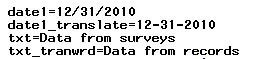 date1=12/31/2010
date1_translate=12-31-2010
txt=Data from surveys
txt_tranwrd=Data from records